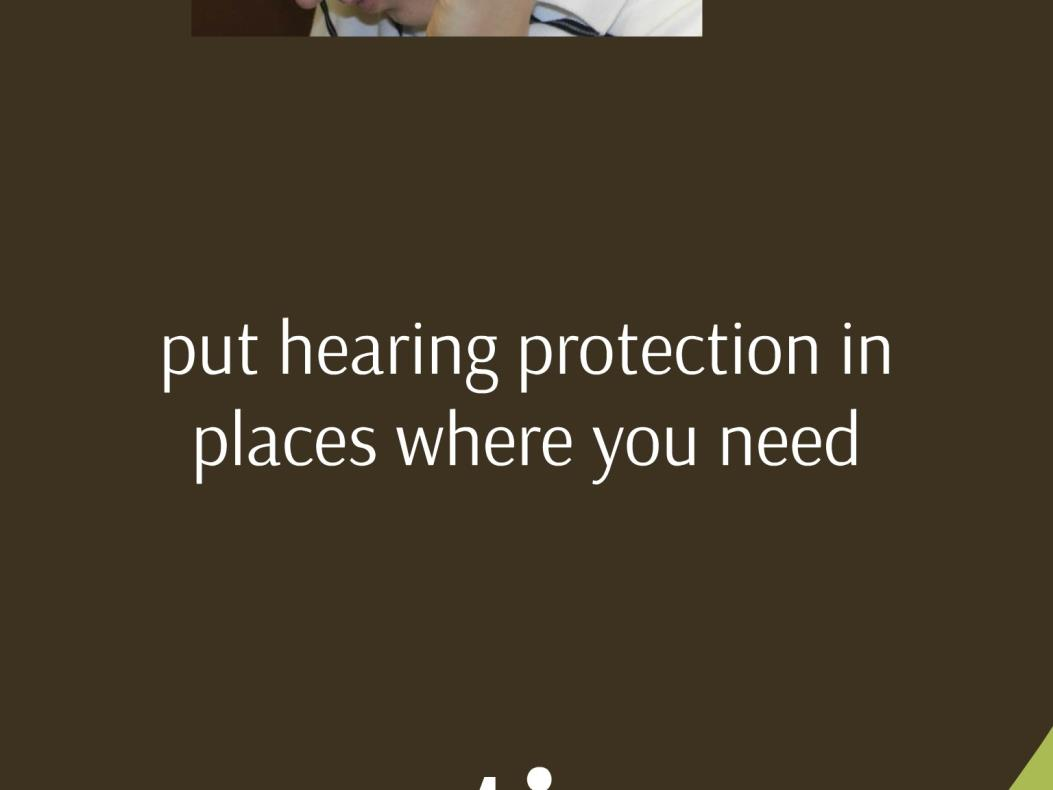 put hearing protection in
places where you need